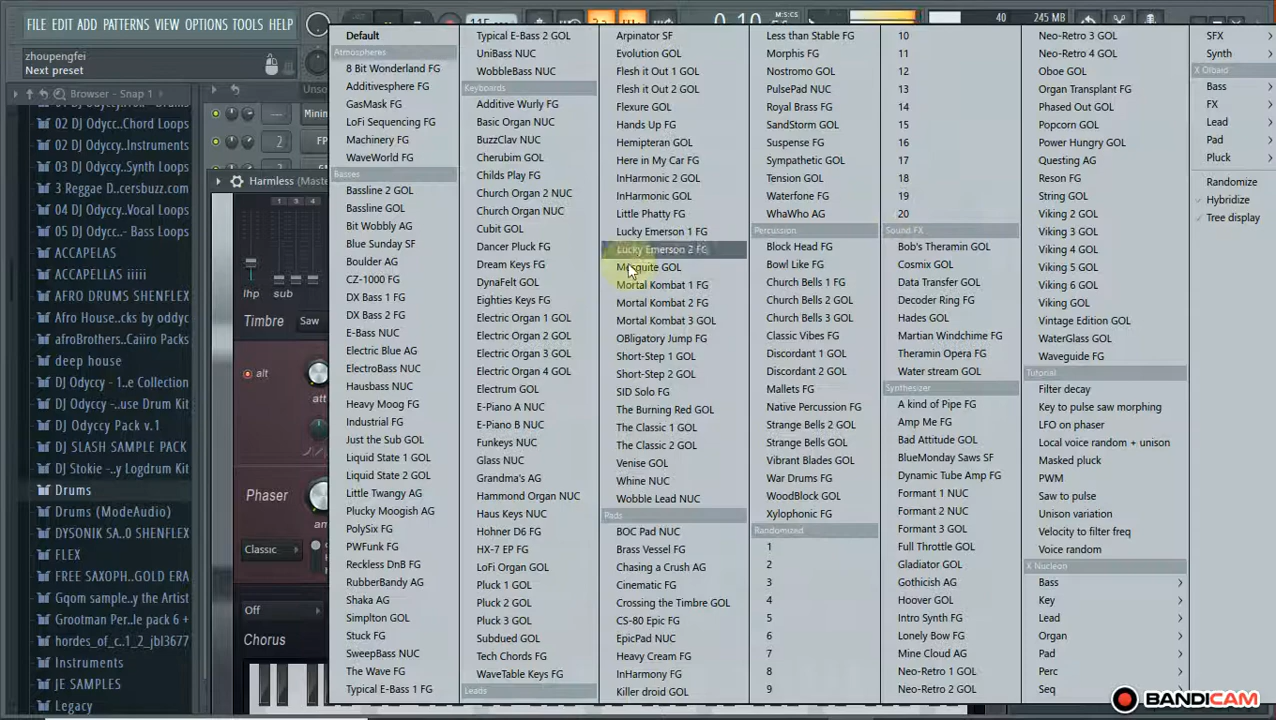 FILE EDIT ADD PATTERNS VIEW OPTIONS TOOLS HELP
40
245 MB
zhoupengfei
Next preset
Browser - Snap 1
02 DJ Odycc..Chord Loops
02 DJ Odycc...Instruments
03 DJ Odycc..Synth Loops
3 Reggae D...cersbuzz.com
04 DJ Odycc...Vocal Loops
05 DJ Odycc..- Bass Loops
ACCAPELAS
ACCAPELLAS iiiii
AFRO DRUMS SHENFLEX
Afro House...cks by oddyc
afroBrothers...Caiiro Packs
deep house
DJ Odyccy - 1...e Collection
DJ Odyccy - ...use Drum Kit
DJ Odyccy Pack v.1
DJ SLASH SAMPLE PACK
DJ Stokie -..y Logdrum Kit
Drums
Drums (ModeAudio)
FLEX
FREE SAXOPH...GOLD ERA
Gqom sample..y the Artist
Grootman Per..le pack 6 +
hordes_of_c...1_2_jbl3677
Instruments
JE SAMPLES
Legacy
2
Harmless (Mast
1 2 3 4
lhp sub
Timbre
Saw
alt
att
Phaser
am
Classic
Off
Chorus
Default
Atmospheres
8 Bit Wonderland FG
Additivesphere FG
GasMask FG
LoFi Sequencing FG
Machinery FG
WaveWorld FG
Basses
Bassline 2 GOL
Bassline GOL
Bit Wobbly AG
Blue Sunday SF
Boulder AG
CZ-1000 FG
DX Bass 1 FG
DX Bass 2 FG
E-Bass NUC
Electric Blue AG
ElectroBass NUC
Hausbass NUC
Heavy Moog FG
Industrial FG
Just the Sub GOL
Liquid State 1 GOL
Liquid State 2 GOL
Little Twangy AG
Plucky Moogish AG
PolySix FG
PWFunk FG
Reckless DnB FG
RubberBandy AG
Shaka AG
Simplton GOL
Stuck FG
SweepBass NUC
The Wave FG
Typical E-Bass 1 FG
Typical E-Bass 2 GOL
UniBass NUC
WobbleBass NUC
Keyboards
Additive Wurly FG
Basic Organ NUC
BuzzClav NUC
Cherubim GOL
Childs Play FG
Church Organ 2 NUC
Church Organ NUC
Cubit GOL
Dancer Pluck FG
Dream Keys FG
DynaFelt GOL
Eighties Keys FG
Electric Organ 1 GOL
Electric Organ 2 GOL
Electric Organ 3 GOL
Electric Organ 4 GOL
Electrum GOL
E-Piano A NUC
E-Piano B NUC
Funkeys NUC
Glass NUC
Grandma's AG
Hammond Organ NUC
Haus Keys NUC
Hohner D6 FG
HX-7 EP FG
LoFi Organ GOL
Pluck 1 GOL
Pluck 2 GOL
Pluck 3 GOL
Subdued GOL
Tech Chords FG
WaveTable Keys FG
Leads
Arpinator SF
Evolution GOL
Flesh it Out 1 GOL
Flesh it Out 2 GOL
Flexure GOL
Hands Up FG
Hemipteran GOL
Here in My Car FG
InHarmonic 2 GOL
InHarmonic GOL
Little Phatty FG
Lucky Emerson 1 FG
Lucky Emerson 2 FG
Mosquite GOL
Mortal Kombat 1 FG
Mortal Kombat 2 FG
Mortal Kombat 3 GOL
OBligatory Jump FG
Short-Step 1 GOL
Short-Step 2 GOL
SID Solo FG
The Burning Red GOL
The Classic 1 GOL
The Classic 2 GOL
Venise GOL
Whine NUC
Wobble Lead NUC
Pads
BOC Pad NUC
Brass Vessel FG
Chasing a Crush AG
Cinematic FG
Crossing the Timbre GOL
CS-80 Epic FG
EpicPad NUC
Heavy Cream FG
InHarmony FG
Killer droid GOL
Less than Stable FG
Morphis FG
Nostromo GOL
PulsePad NUC
Royal Brass FG
SandStorm GOL
Suspense FG
Sympathetic GOL
Tension GOL
Waterfone FG
WhaWho AG
Percussion
Block Head FG
Bowl Like FG
Church Bells 1 FG
Church Bells 2 GOL
Church Bells 3 GOL
Classic Vibes FG
Discordant 1 GOL
Discordant 2 GOL
Mallets FG
Native Percussion FG
Strange Bells 2 GOL
Strange Bells GOL
Vibrant Blades GOL
War Drums FG
WoodBlock GOL
Xylophonic FG
Randomized
1
2
3
4
5
6
7
8
9
10
11
12
13
14
15
16
17
18
19
20
Sound FX
Bob's Theramin GOL
Cosmix GOL
Data Transfer GOL
Decoder Ring FG
Hades GOL
Martian Windchime FG
Theramin Opera FG
Water stream GOL
Synthesizer
A kind of Pipe FG
Amp Me FG
Bad Attitude GOL
BlueMonday Saws SF
Dynamic Tube Amp FG
Formant 1 NUC
Formant 2 NUC
Formant 3 GOL
Full Throttle GOL
Gladiator GOL
Gothicish AG
Hoover GOL
Intro Synth FG
Lonely Bow FG
Mine Cloud AG
Neo-Retro 1 GOL
Neo-Retro 2 GOL
Neo-Retro 3 GOL
Neo-Retro 4 GOL
Oboe GOL
Organ Transplant FG
Phased Out GOL
Popcorn GOL
Power Hungry GOL
Questing AG
Reson FG
String GOL
Viking 2 GOL
Viking 3 GOL
Viking 4 GOL
Viking 5 GOL
Viking 6 GOL
Viking GOL
Vintage Edition GOL
WaterGlass GOL
Waveguide FG
Tutorial
Filter decay
Key to pulse saw morphing
LFO on phaser
Local voice random + unison
Masked pluck
PWM
Saw to pulse
Unison variation
Velocity to filter freq
Voice random
X Nucleon
Bass
Key
Lead
Organ
Pad
Perc
Seq
SFX
Synth
X Olbaid
Bass
FX
Lead
Pad
Pluck
Randomize
Hybridize
Tree display
BANDICAM